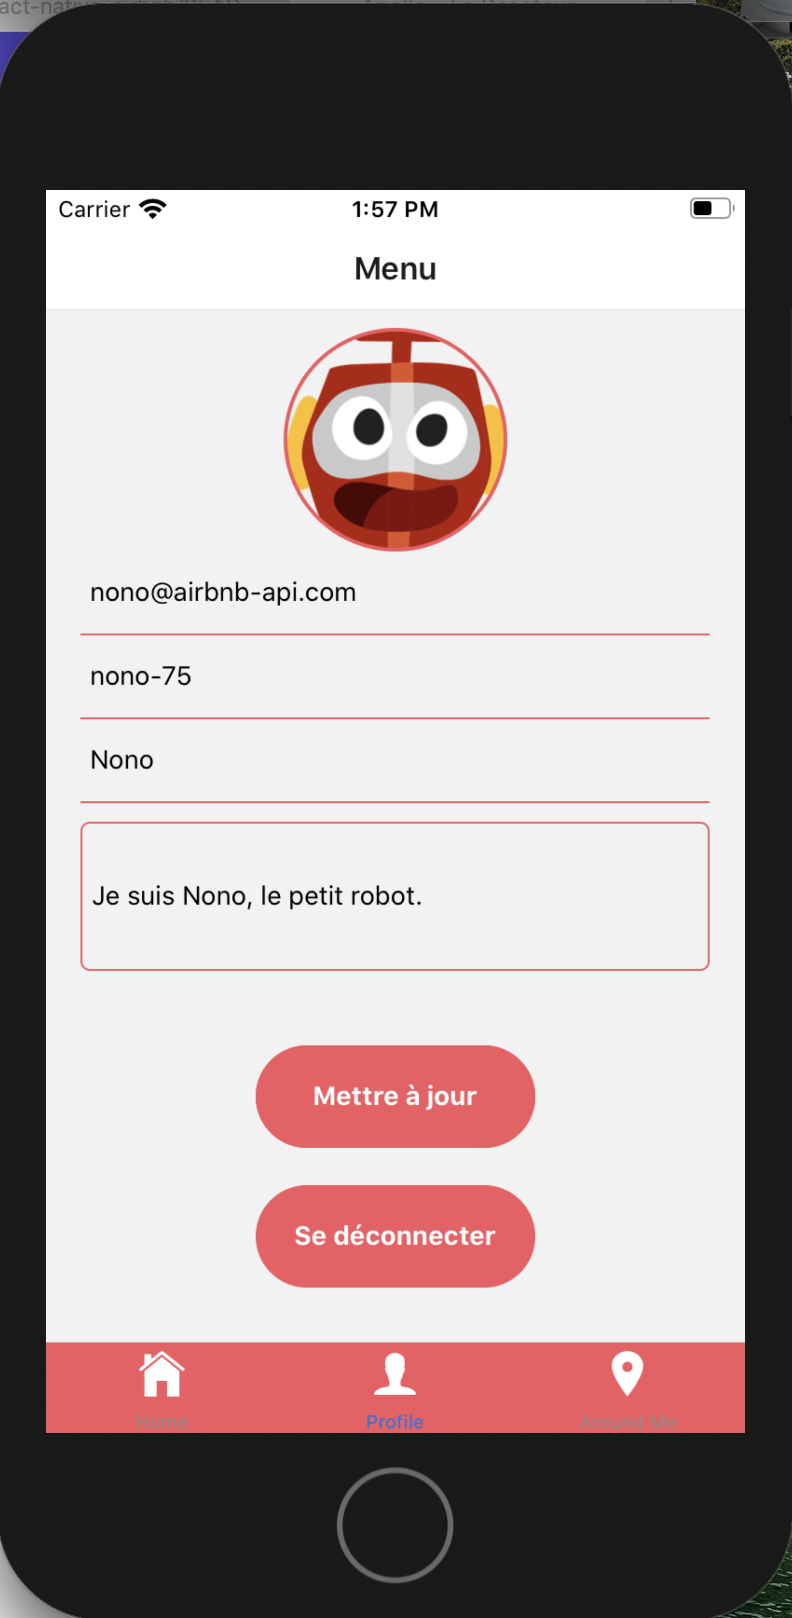 Carrier
1:57 PM
Menu
nono@airbnb-api.com
nono-75
Nono
Je suis Nono, le petit robot.
Mettre à jour
Se déconnecter
Home
Profile
Around Me